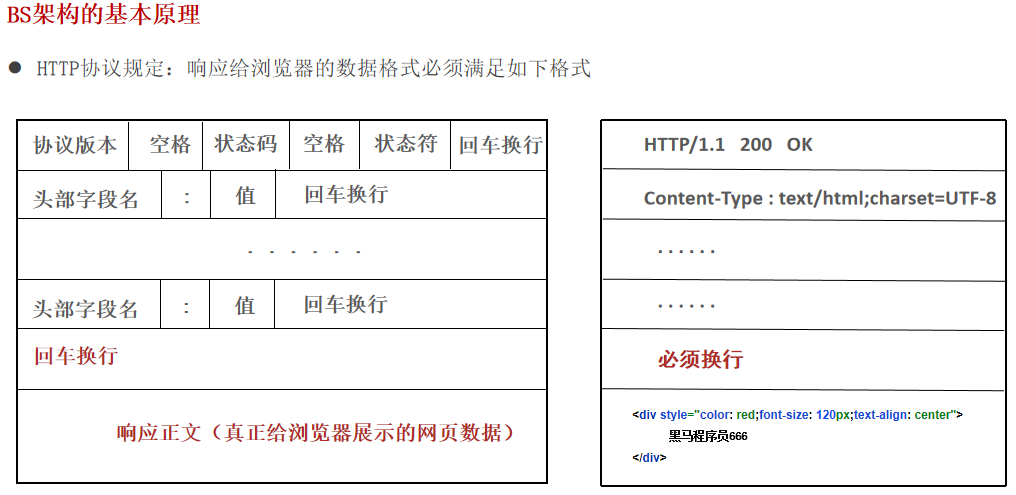 BS架构的基本原理
● HTTP协议规定：响应给浏览器的数据格式必须满足如下格式
协议版本 空格 状态码 空格 状态符 回车换行
头部字段名 : 值 回车换行
. . . . . .
头部字段名 : 值 回车换行
回车换行
响应正文（真正给浏览器展示的网页数据）
HTTP/1.1 200 OK
Content-Type : text/html;charset=UTF-8
......
......
必须换行
<div style="color: red;font-size: 120px;text-align: center">
黑马程序员666
</div>